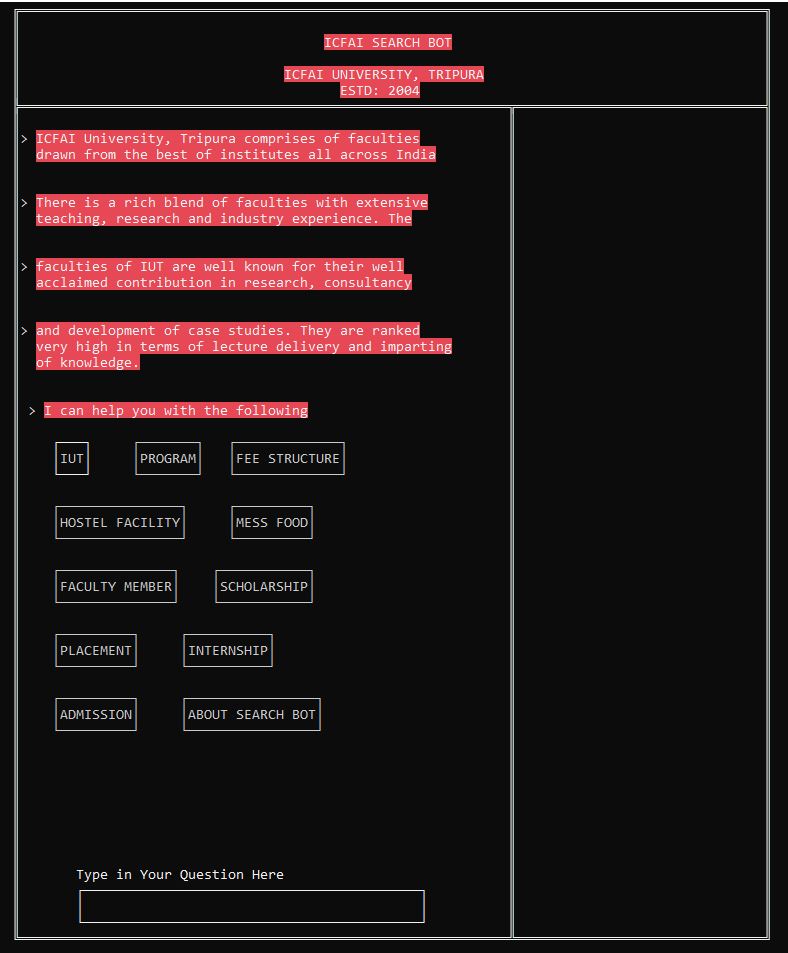 ICFAI SEARCH BOT
ICFAI UNIVERSITY, TRIPURA
ESTD: 2004
> ICFAI University, Tripura comprises of faculties
drawn from the best of institutes all across India
> There is a rich blend of faculties with extensive
teaching, research and industry experience. The
> faculties of IUT are well known for their well
acclaimed contribution in research, consultancy
> and development of case studies. They are ranked
very high in terms of lecture delivery and imparting
of knowledge.
> I can help you with the following
IUT PROGRAM FEE STRUCTURE
HOSTEL FACILITY MESS FOOD
FACULTY MEMBER SCHOLARSHIP
PLACEMENT INTERNSHIP
ADMISSION ABOUT SEARCH BOT
Type in Your Question Here